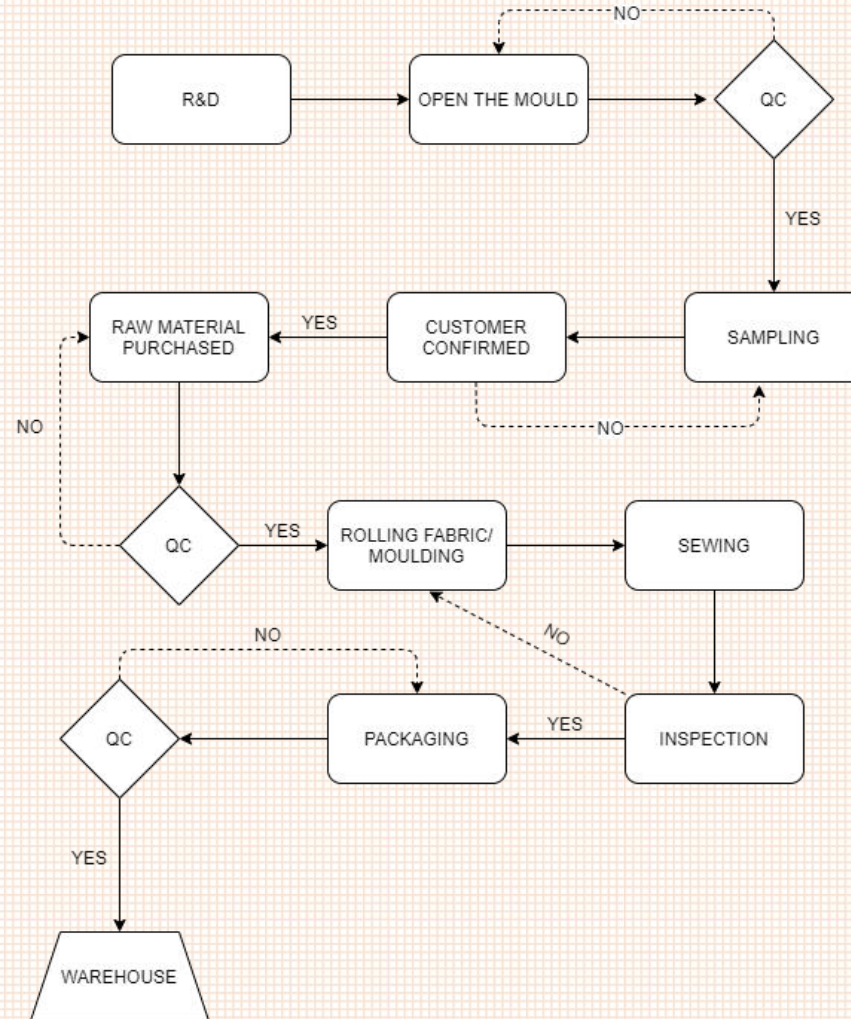 NO
R&D
OPEN THE MOULD
QC
YES
RAW MATERIAL
PURCHASED
YES
CUSTOMER
CONFIRMED
SAMPLING
NO
NO
QC
YES
ROLLING FABRIC/
MOULDING
SEWING
NO
NO
QC
PACKAGING
YES
INSPECTION
YES
WAREHOUSE